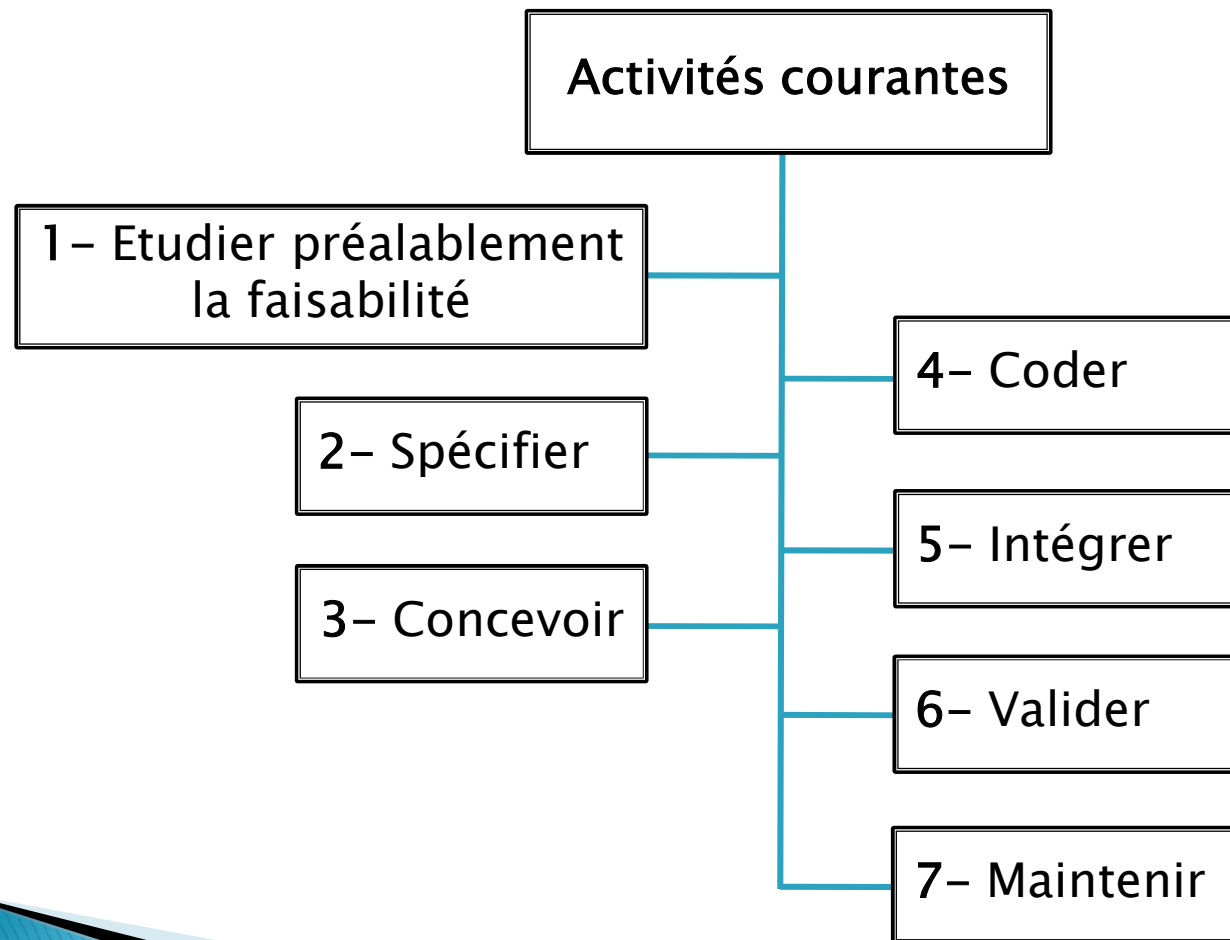 Activités courantes
1- Etudier préalablement
la faisabilité
2- Spécifier
3- Concevoir
4- Coder
5- Intégrer
6- Valider
7- Maintenir